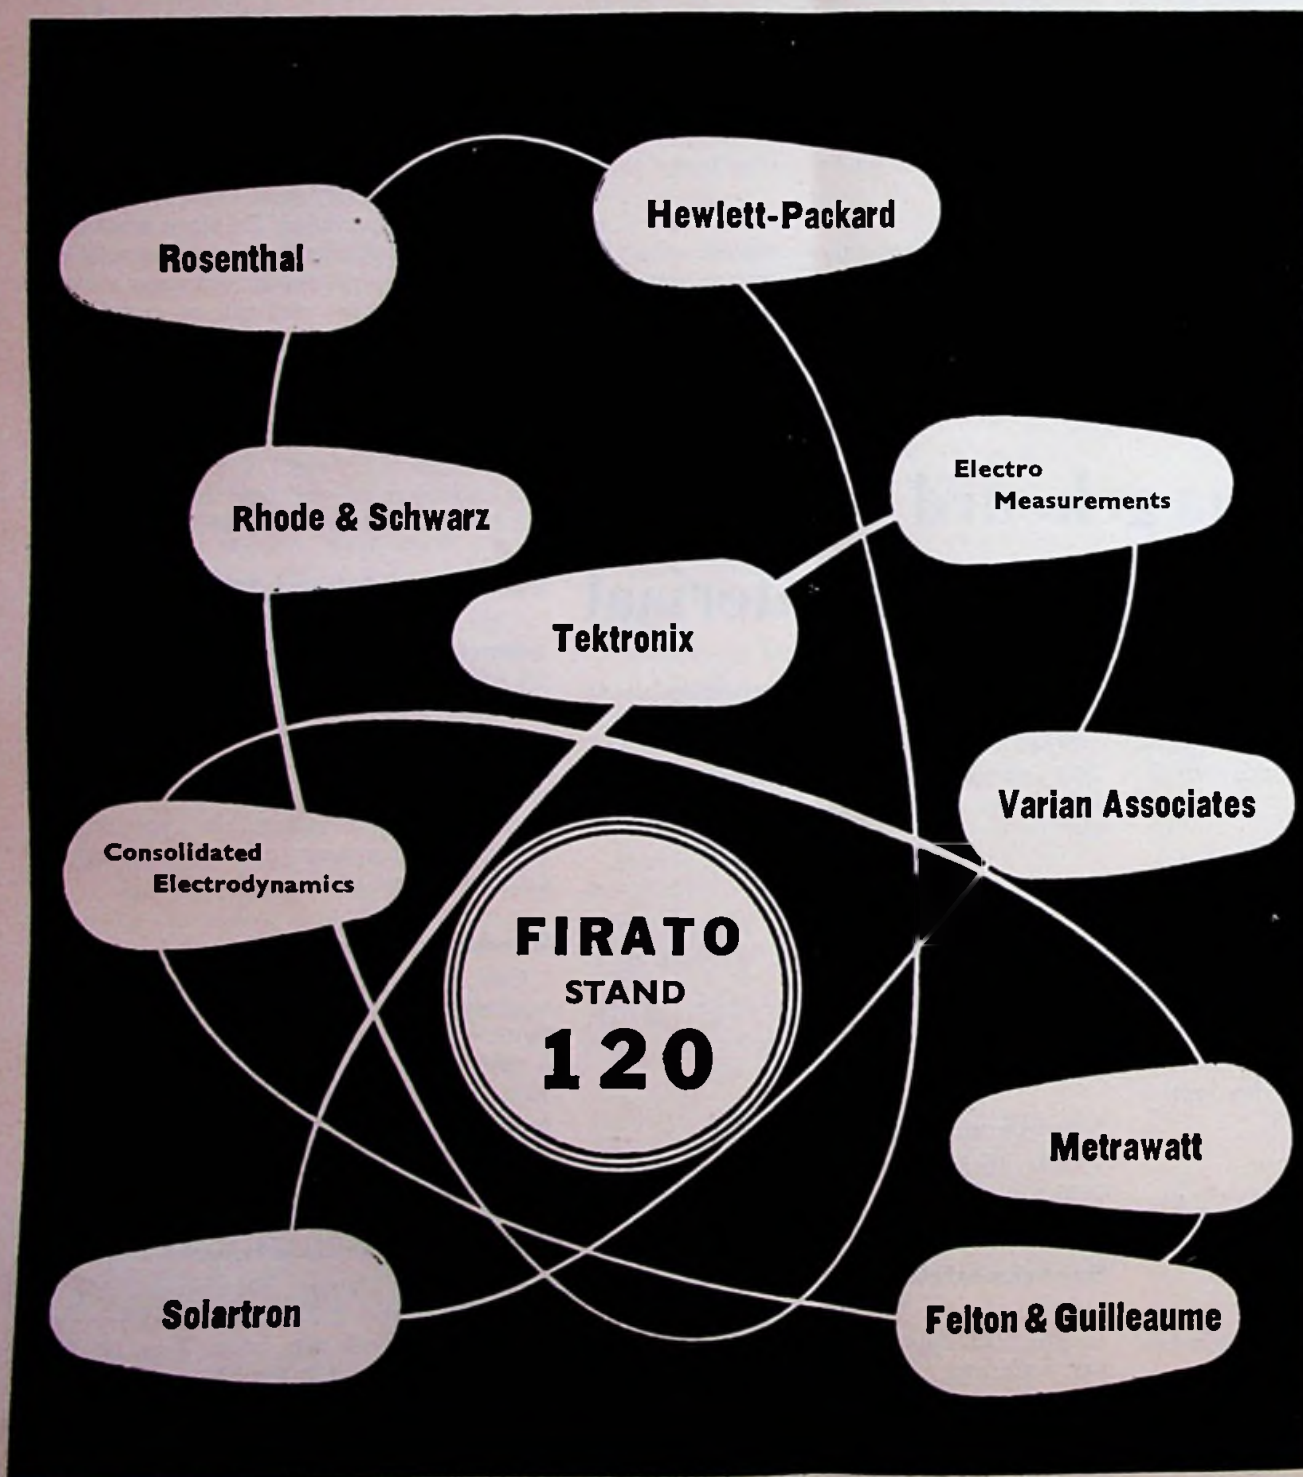 Rosenthal
Hewlett-Packard
Rhode & Schwarz
Electro
Measurements
Tektronix
Varian Associates
Consolidated
Electrodynamics
FIRATO
STAND
120
Metrawatt
Solartron
Felton & Guilleaume